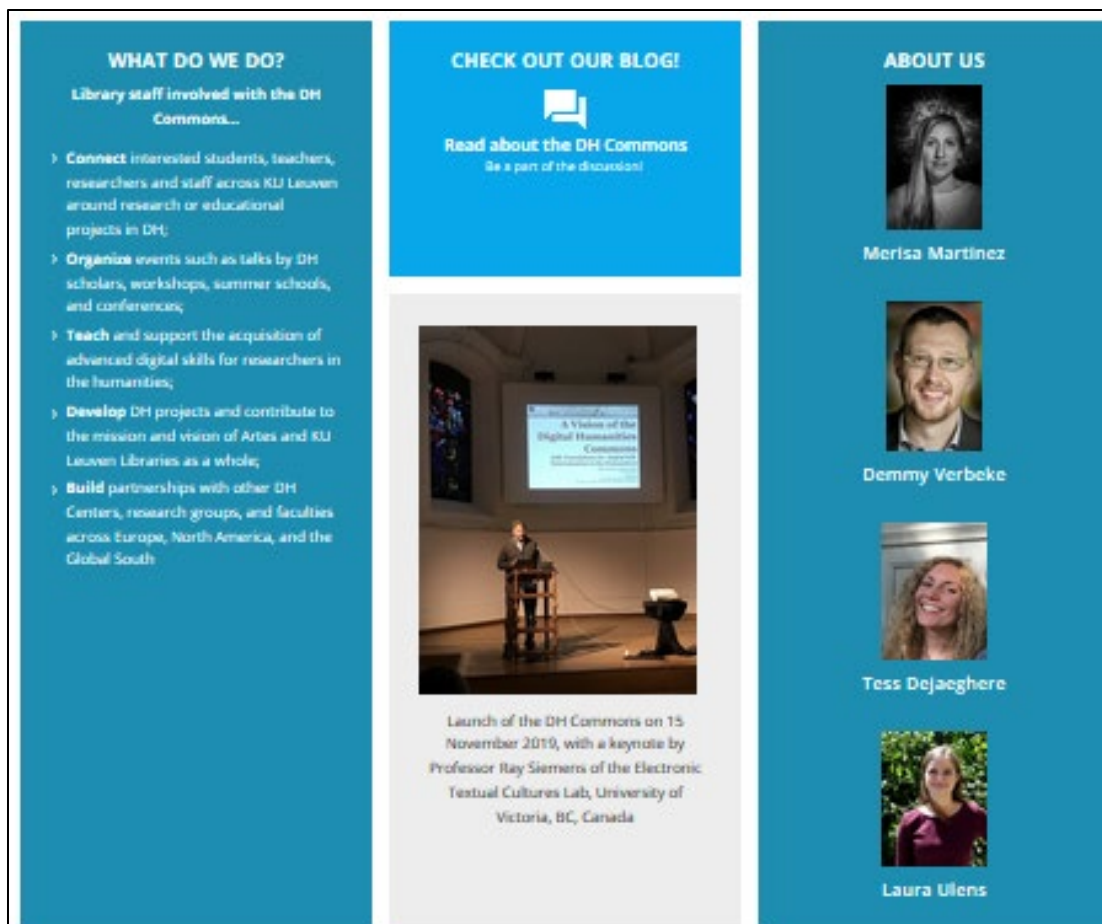 WHAT DO WE DO?
Library staff involved with the DH
Commons...
Connect interested students, teachers,
researchers and staff across KU Leuven
around research or educational
projects in DH;
Organize events such as talks by DH
scholars, workshops, summer schools,
and conferences;
Teach and support the acquisition of
advanced digital skills for researchers in
the humanities;
Develop DH projects and contribute to
the mission and vision of Artes and KU
Leuven Libraries as a whole;
Build partnerships with other DH
Centers, research groups, and faculties
across Europe, North America, and the
Global South
CHECK OUT OUR BLOG!
Read about the DH Commons
Be a part of the discussion!
A Vision of the
Digital Humanities
Commons
Launch of the DH Commons on 15
November 2019, with a keynote by
Professor Ray Siemens of the Electronic
Textual Cultures Lab, University of
Victoria, BC, Canada
ABOUT US
Merisa Martinez
Demmy Verbeke
Tess Dejaeghere
Laura Ulens